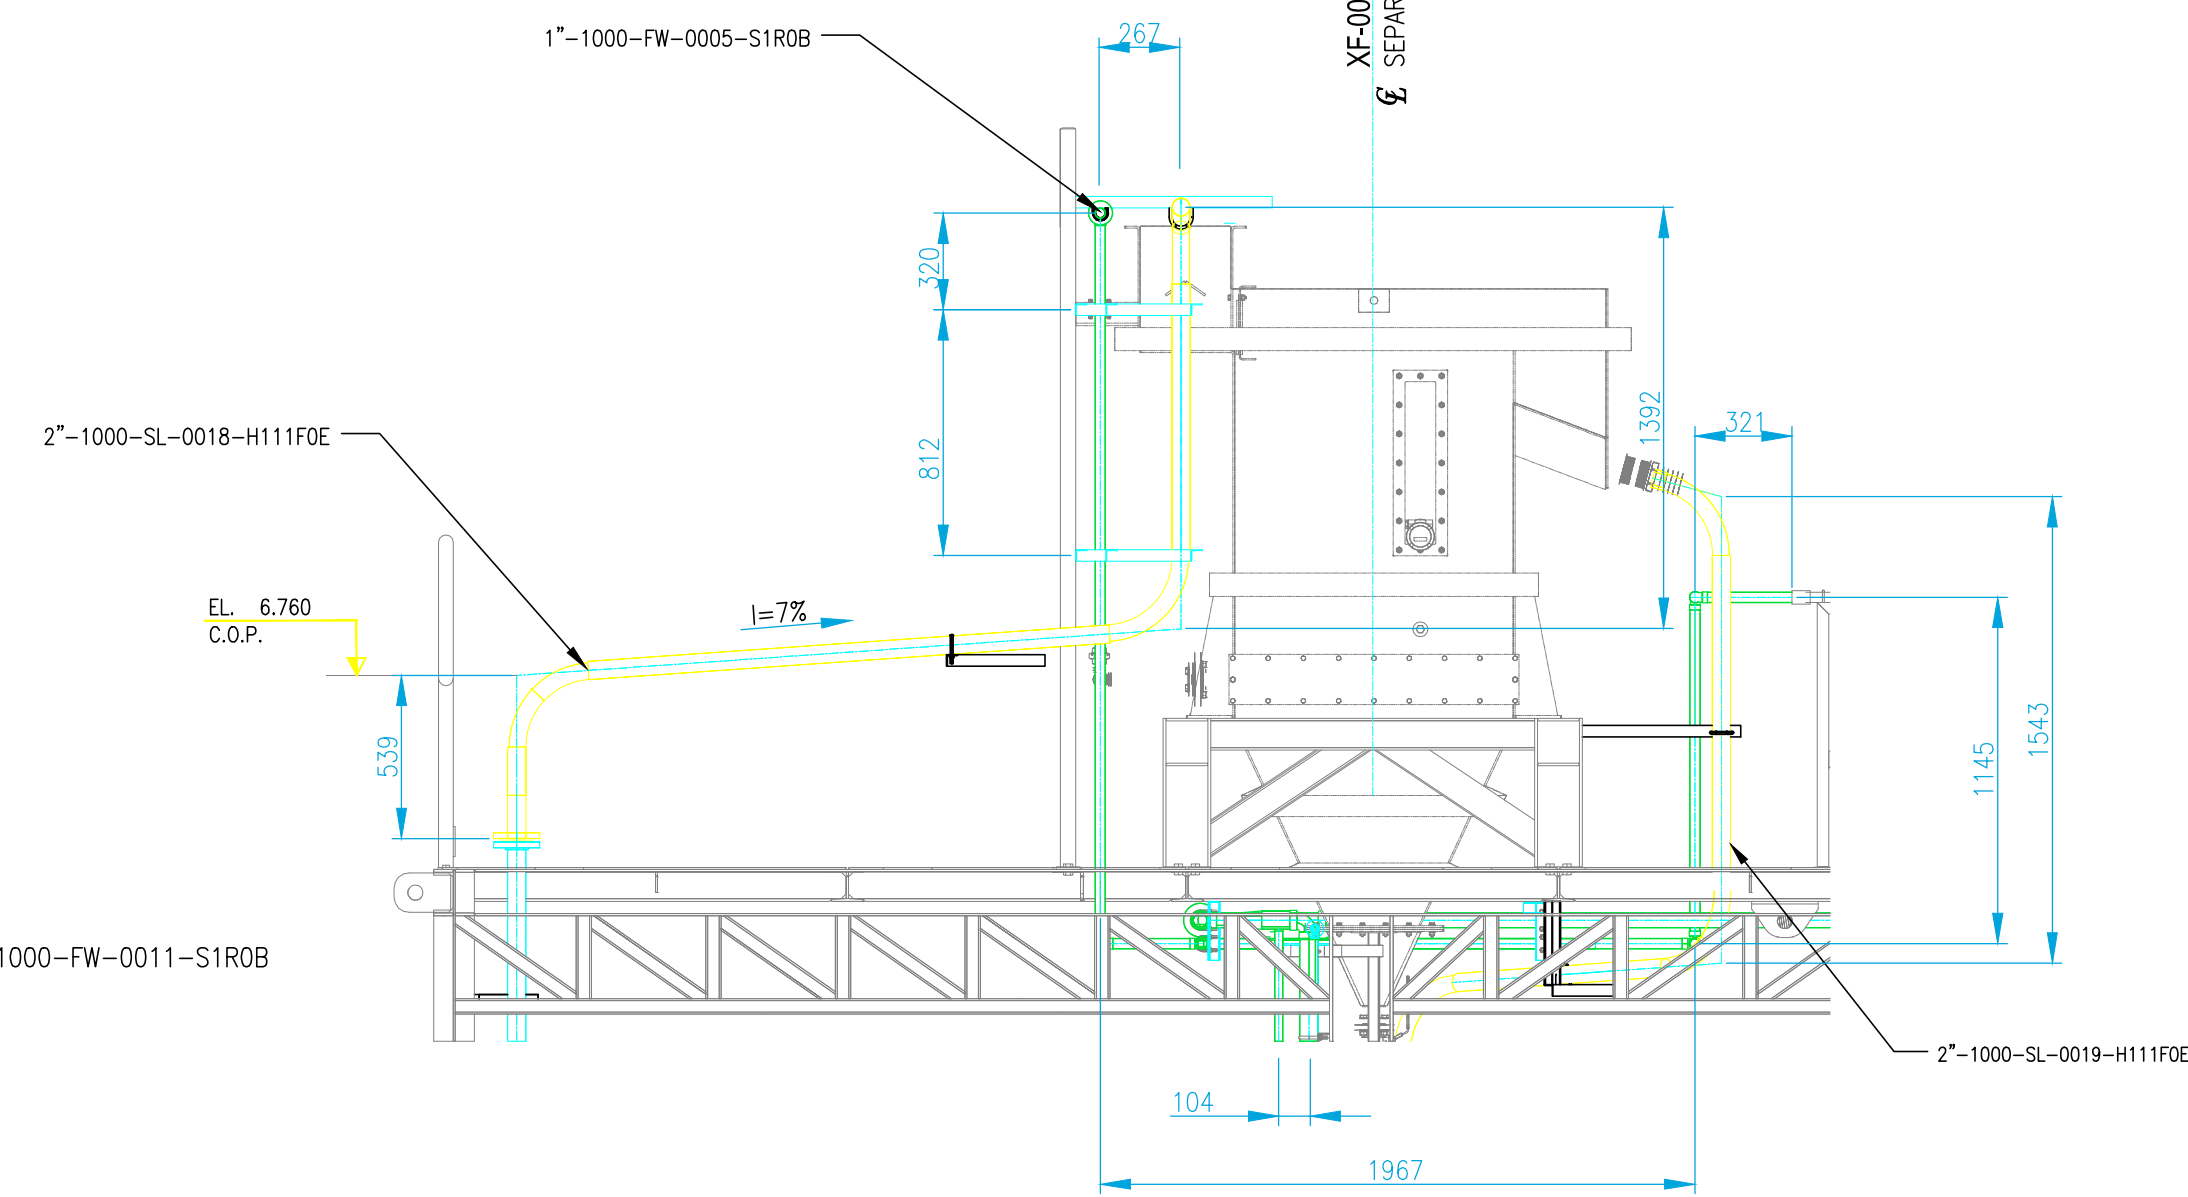 1"-1000-FW-0005-S1R0B
267
XF-00
℄ SEPAR
320
1392
321
2"-1000-SL-0018-H111F0E
812
EL. 6.760
C.O.P.
I=7%
539
1145
1543
1000-FW-0011-S1R0B
2"-1000-SL-0019-H111F0E
104
1967